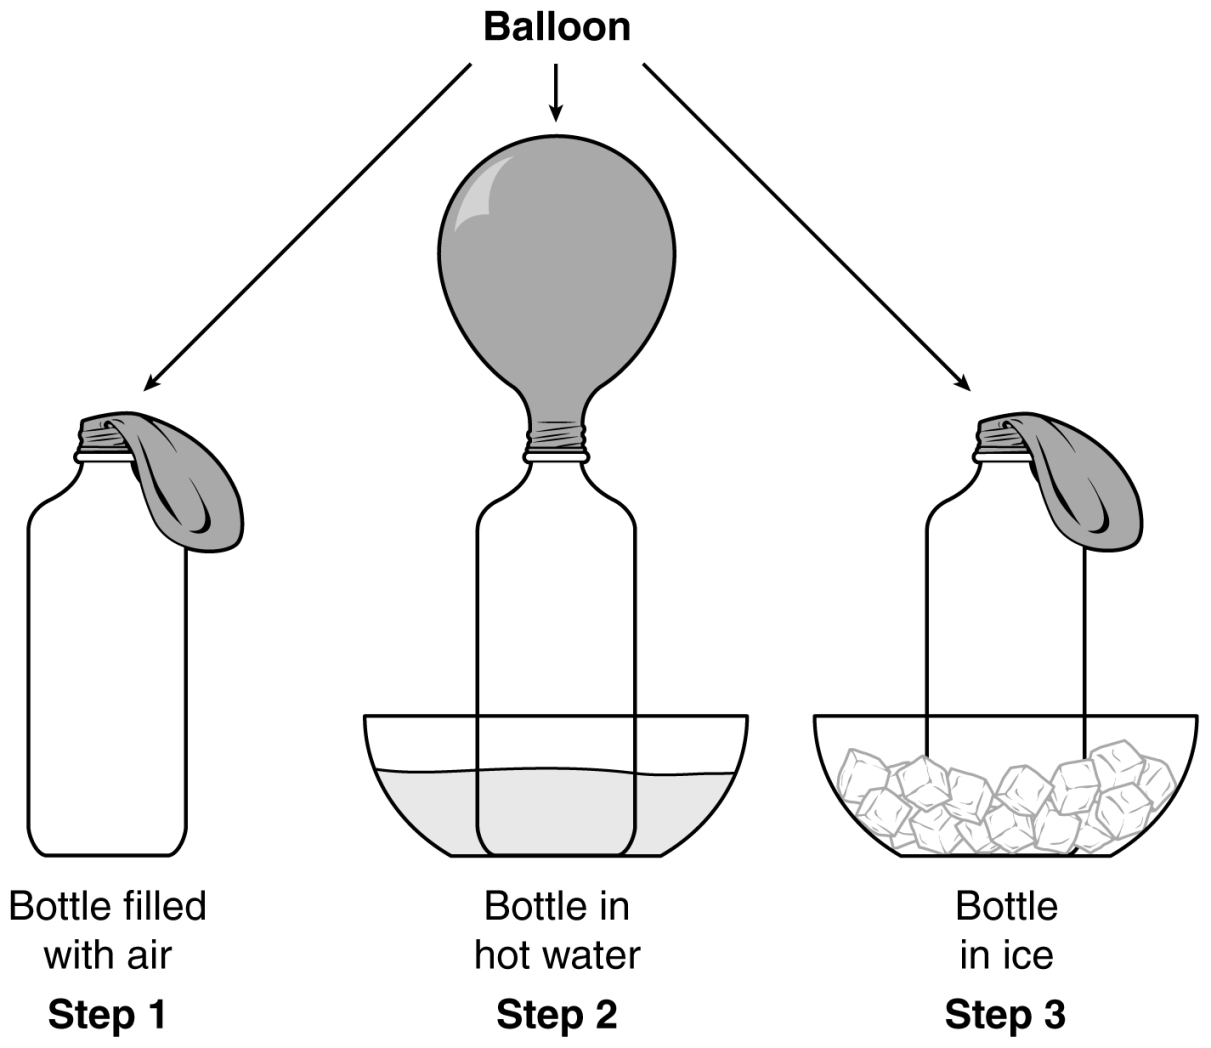 Balloon
Bottle filled
with air
Step 1
Bottle in
hot water
Step 2
Bottle
in ice
Step 3